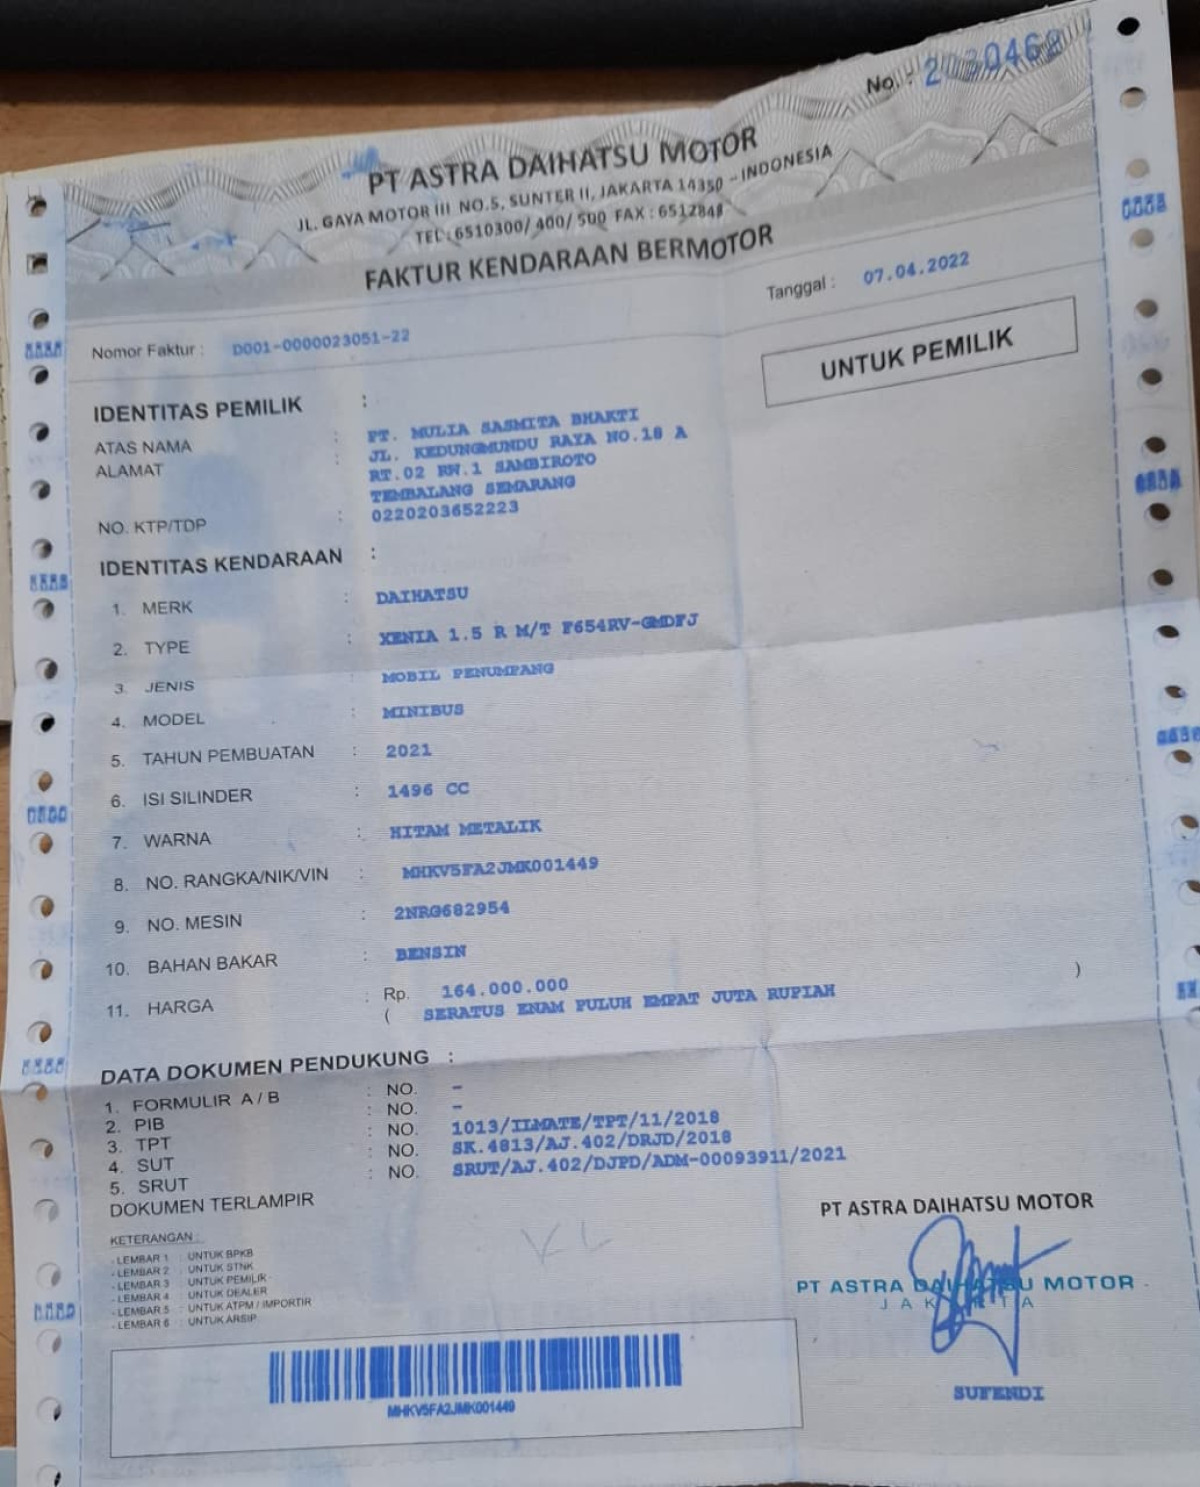 No. : 2030468
PT ASTRA DAIHATSU MOTOR
JL. GAYA MOTOR III NO.5, SUNTER II, JAKARTA 14350 - INDONESIA
TEL : 6510300/ 400/ 500 FAX : 6512848
FAKTUR KENDARAAN BERMOTOR
Tanggal : 07.04.2022
Nomor Faktur : D001-0000023051-22
UNTUK PEMILIK
IDENTITAS PEMILIK :
ATAS NAMA : PT. MULIA SASMITA BHAKTI
ALAMAT : JL. KEDUNGMUNDU RAYA NO.18 A
RT.02 RW.1 SAMBIROTO
TEMBALANG SEMARANG
NO. KTP/TDP : 0220203652223
IDENTITAS KENDARAAN :
1. MERK : DAIHATSU
2. TYPE : XENIA 1.5 R M/T F654RV-GMDFJ
3. JENIS : MOBIL PENUMPANG
4. MODEL : MINIBUS
5. TAHUN PEMBUATAN : 2021
6. ISI SILINDER : 1496 CC
7. WARNA : HITAM METALIK
8. NO. RANGKA/NIK/VIN : MHKV5FA2JMK001449
9. NO. MESIN : 2NRG682954
10. BAHAN BAKAR : BENSIN
11. HARGA : Rp. 164.000.000
( SERATUS ENAM PULUH EMPAT JUTA RUPIAH )
DATA DOKUMEN PENDUKUNG :
1. FORMULIR A / B : NO. -
2. PIB : NO. -
3. TPT : NO. 1013/ILMATE/TPT/11/2018
4. SUT : NO. SK.4813/AJ.402/DRJD/2018
5. SRUT : NO. SRUT/AJ.402/DJPD/ADM-00093911/2021
DOKUMEN TERLAMPIR
KETERANGAN :
- LEMBAR 1 : UNTUK BPKB
- LEMBAR 2 : UNTUK STNK
- LEMBAR 3 : UNTUK PEMILIK
- LEMBAR 4 : UNTUK DEALER
- LEMBAR 5 : UNTUK ATPM / IMPORTIR
- LEMBAR 6 : UNTUK ARSIP
PT ASTRA DAIHATSU MOTOR
PT ASTRA DAIHATSU MOTOR
JAKARTA
SUFENDI
MHKV5FA2JMK001449